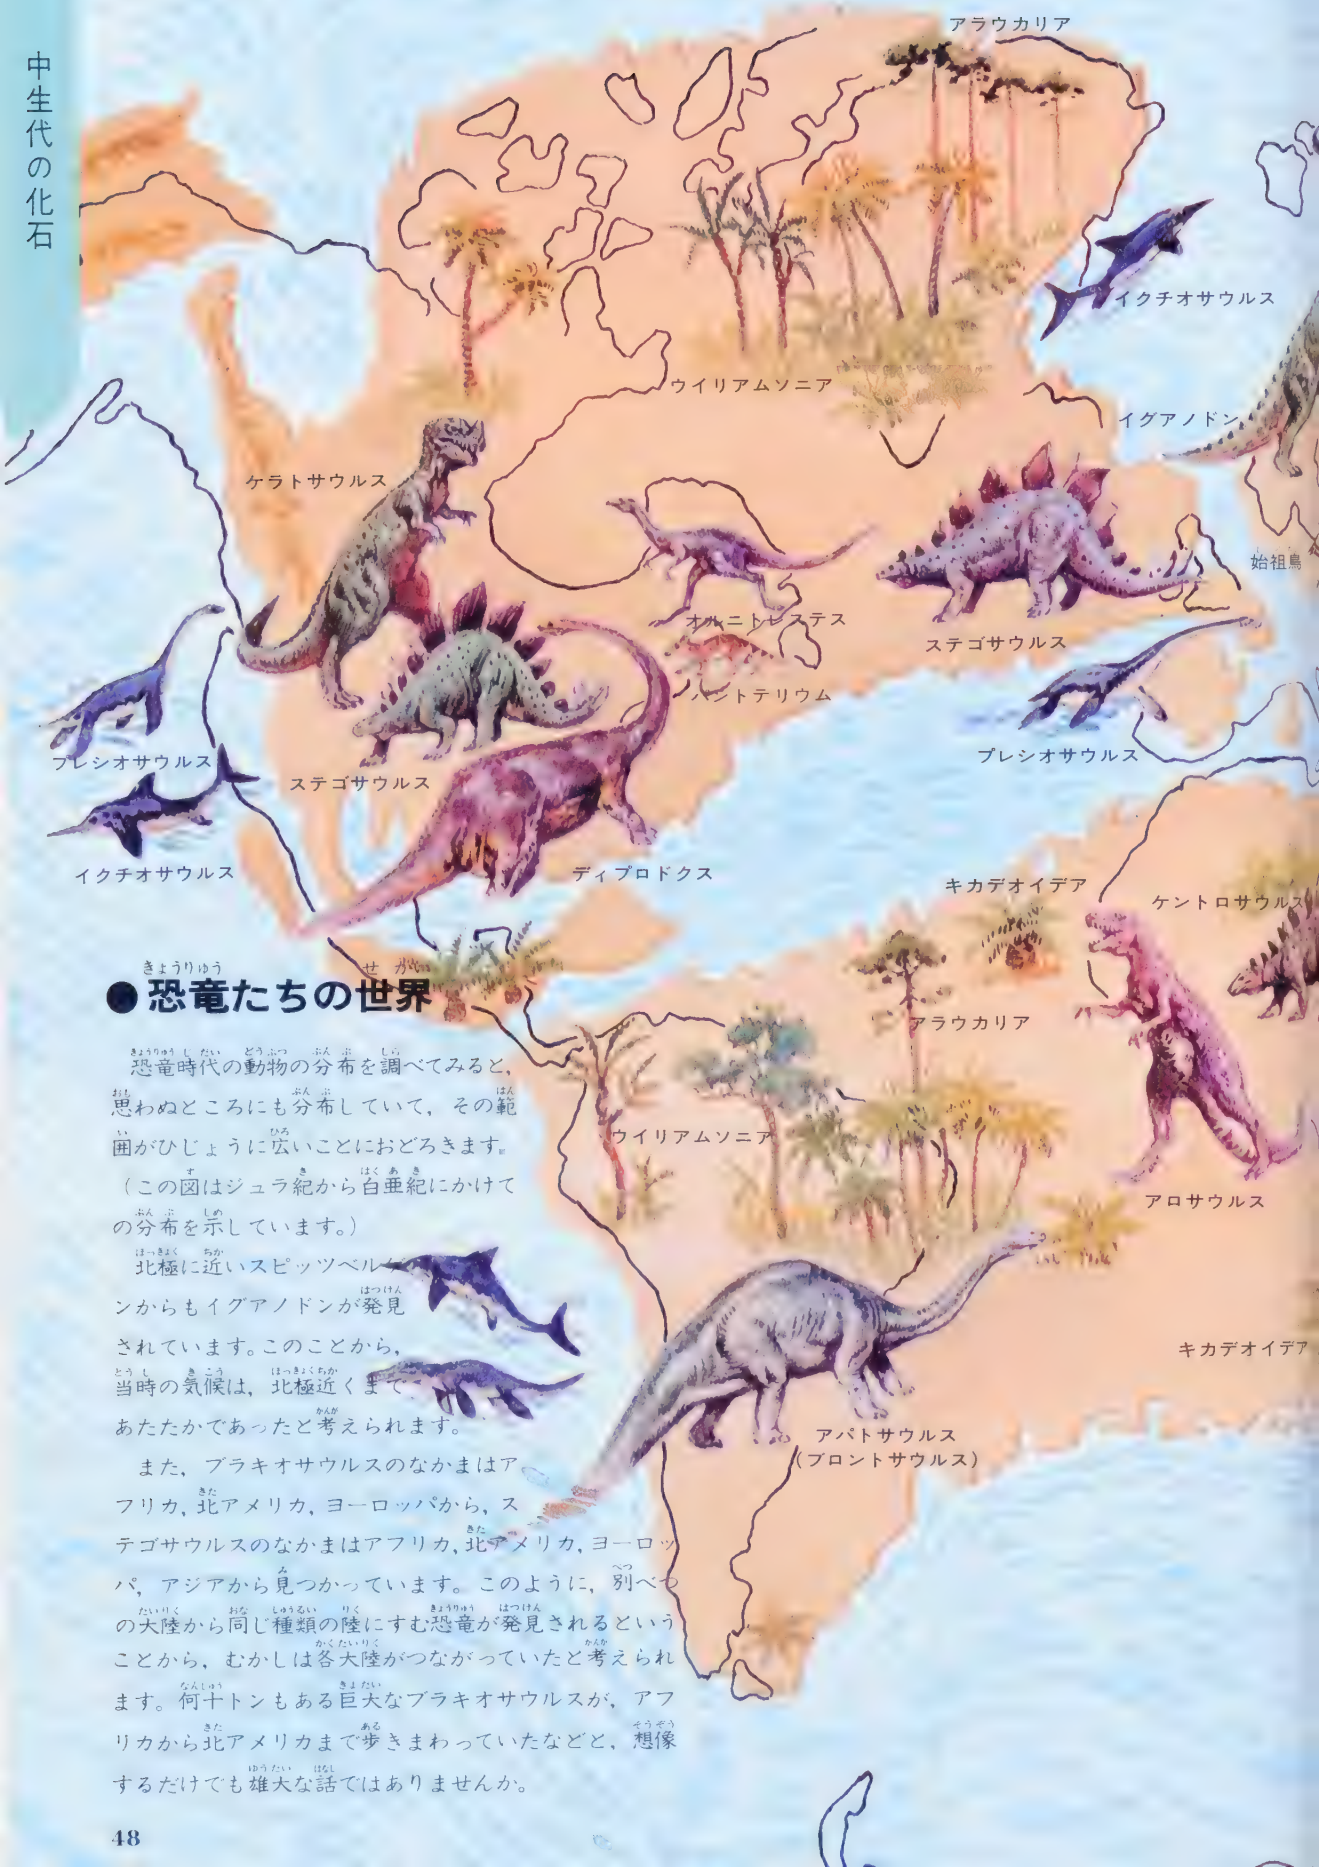 中生代の化石
アラウカリア
イクチオサウルス
ウイリアムソニア
イグアノドン
ケラトサウルス
始祖鳥
オルニトレステス
ステゴサウルス
パントテリウム
プレシオサウルス
プレシオサウルス
ステゴサウルス
イクチオサウルス
ディプロドクス
キカデオイデア
ケントロサウルス
アラウカリア
ウイリアムソニア
アロサウルス
キカデオイデア
アパトサウルス
(ブロントサウルス)
●恐竜たちの世界
恐竜時代の動物の分布を調べてみると,
思わぬところにも分布していて, その範
囲がひじょうに広いことにおどろきます。
(この図はジュラ紀から白亜紀にかけて
の分布を示しています。)
北極に近いスピッツベルゲ
ンからもイグアノドンが発見
されています。このことから,
当時の気候は, 北極近くまで
あたたかであったと考えられます。
また, ブラキオサウルスのなかまはア
フリカ, 北アメリカ, ヨーロッパから, ス
テゴサウルスのなかまはアフリカ, 北アメリカ, ヨーロッ
パ, アジアから見つかっています。このように, 別べつ
の大陸から同じ種類の陸にすむ恐竜が発見されるという
ことから, むかしは各大陸がつながっていたと考えられ
ます。何十トンもある巨大なブラキオサウルスが, アフ
リカから北アメリカまで歩きまわっていたなどと, 想像
するだけでも雄大な話ではありませんか。
48